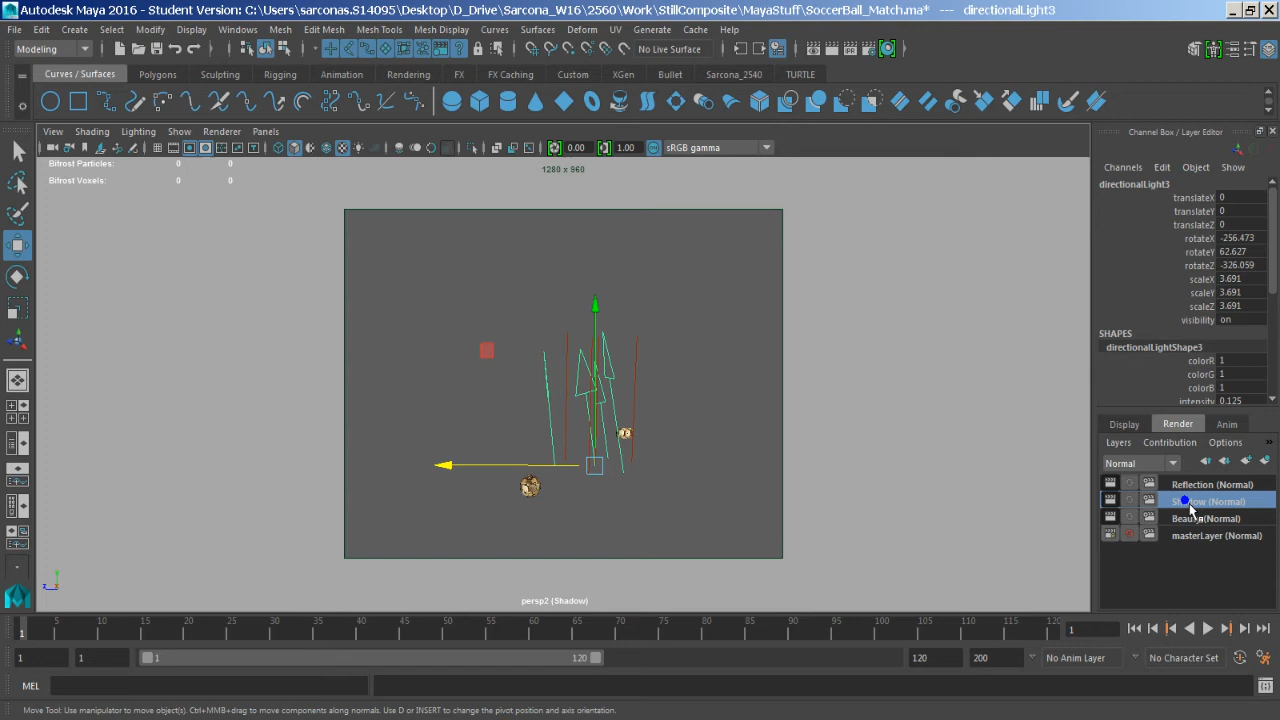 Autodesk Maya 2016 - Student Version: C:\Users\sarconas.S14095\Desktop\D_Drive\Sarcona_W16\2560\Work\StillComposite\MayaStuff\SoccerBall_Match.ma* --- directionalLight3
File Edit Create Select Modify Display Windows Mesh Edit Mesh Mesh Tools Mesh Display Curves Surfaces Deform UV Generate Cache Help
Modeling No Live Surface
Curves / Surfaces Polygons Sculpting Rigging Animation Rendering FX FX Caching Custom XGen Bullet Sarcona_2540 TURTLE
View Shading Lighting Show Renderer Panels
0.00 1.00 sRGB gamma
Bifrost Particles: 0 0
Bifrost Voxels: 0 0
1280 x 960
persp2 (Shadow)
Channel Box / Layer Editor
Channels Edit Object Show
directionalLight3
translateX 0
translateY 0
translateZ 0
rotateX -256.473
rotateY 62.627
rotateZ -326.059
scaleX 3.691
scaleY 3.691
scaleZ 3.691
visibility on
SHAPES
directionalLightShape3
colorR 1
colorG 1
colorB 1
intensity 0.125
Display Render Anim
Layers Contribution Options
Normal
Reflection (Normal)
(Normal)
(Normal)
masterLayer (Normal)
1 5 10 15 20 25 30 35 40 45 50 55 60 65 70 75 80 85 90 95 100 105 110 115 120 1
1 1 1 120 120 200 No Anim Layer No Character Set
MEL
Move Tool: Use manipulator to move object(s). Ctrl+MMB+drag to move components along normals. Use D or INSERT to change the pivot position and axis orientation.